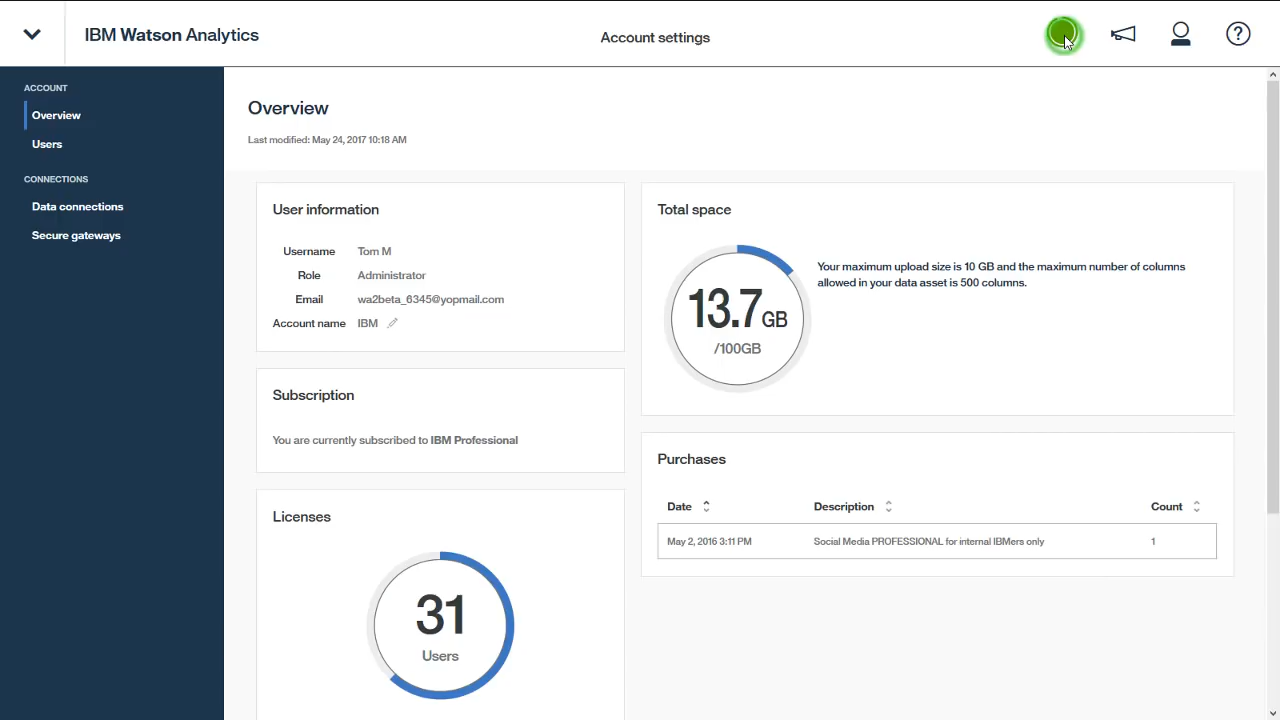 IBM Watson Analytics
Account settings
ACCOUNT
Overview
Users
CONNECTIONS
Data connections
Secure gateways
Overview
Last modified: May 24, 2017 10:18 AM
User information
Username Tom M
Role Administrator
Email wa2beta_6345@yopmail.com
Account name IBM
Subscription
You are currently subscribed to IBM Professional
Licenses
31
Users
Total space
13.7GB
/100GB
Your maximum upload size is 10 GB and the maximum number of columns
allowed in your data asset is 500 columns.
Purchases
Date Description Count
May 2, 2016 3:11 PM Social Media PROFESSIONAL for internal IBMers only 1